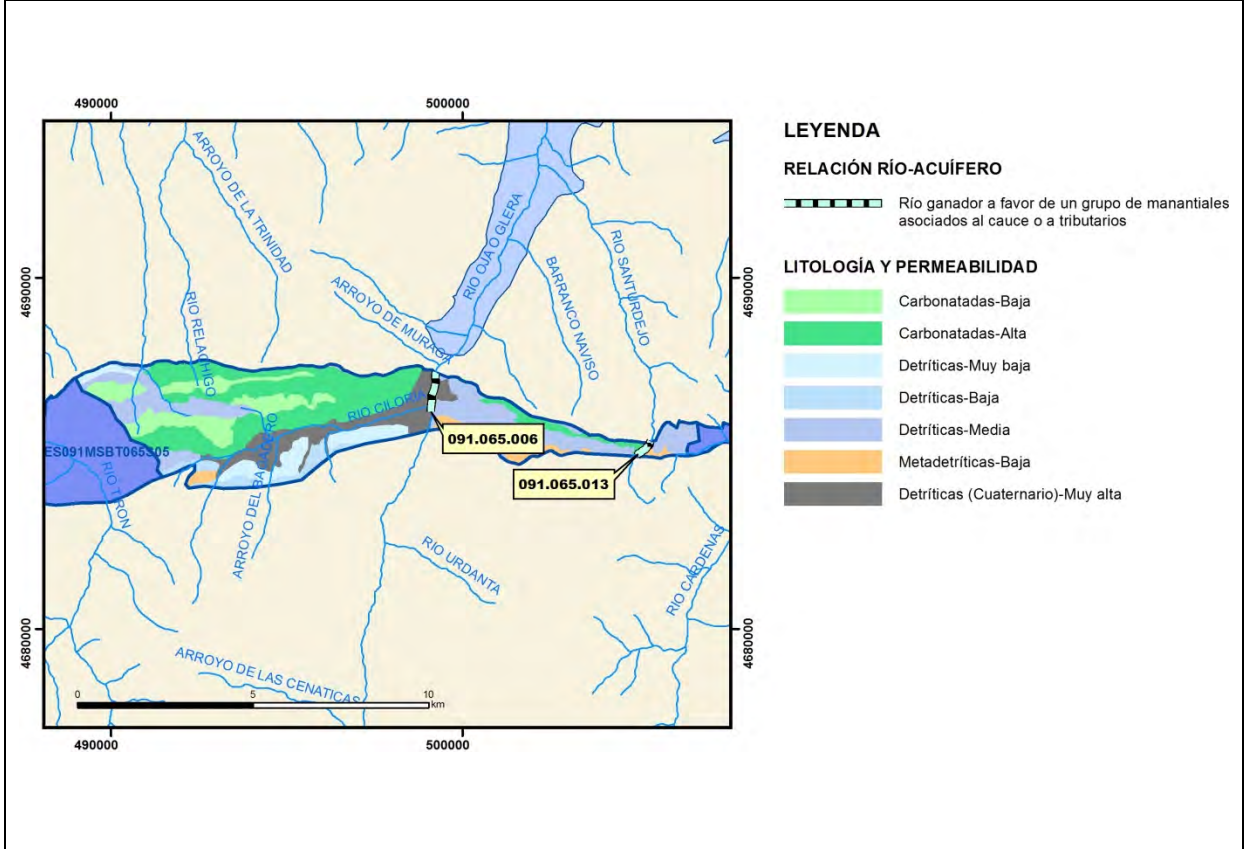 490000
500000
4690000
4690000
4680000
4680000
490000
500000
ARROYO DE LA TRINIDAD
RIO RELACHIGO
ARROYO DE MURAGA
RIO OJA O GLERA
BARRANCO NAVISO
RIO SANTURDEJO
RIO CILORIA
ES091MSBT065S05
RIO TIRON
091.065.006
091.065.013
RIO URDANTA
RIO CARDENAS
ARROYO DE LAS CENATICAS
ARROYO DEL
0
5
10
km
LEYENDA
RELACIÓN RÍO-ACUÍFERO
Río ganador a favor de un grupo de manantiales
asociados al cauce o a tributarios
LITOLOGÍA Y PERMEABILIDAD
Carbonatadas-Baja
Carbonatadas-Alta
Detríticas-Muy baja
Detríticas-Baja
Detríticas-Media
Metadetríticas-Baja
Detríticas (Cuaternario)-Muy alta